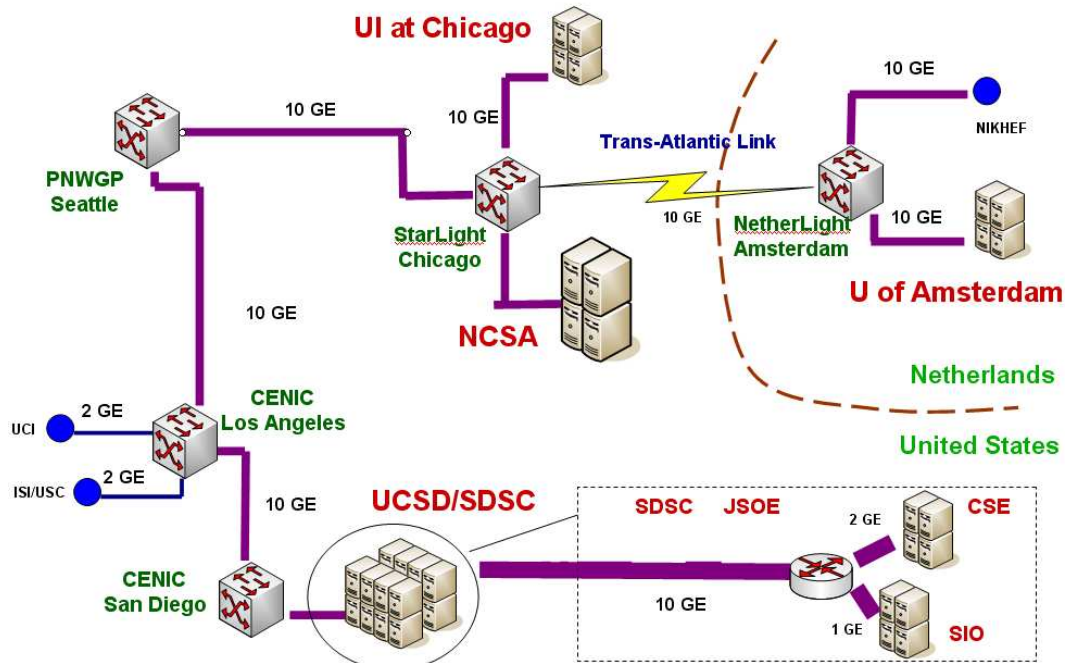 UI at Chicago
10 GE
10 GE
10 GE
NIKHEF
PNWGP
Seattle
Trans-Atlantic Link
10 GE
StarLight
Chicago
NetherLight
Amsterdam
10 GE
U of Amsterdam
NCSA
10 GE
Netherlands
United States
CENIC
Los Angeles
UCI
2 GE
ISI/USC
2 GE
10 GE
UCSD/SDSC
SDSC
JSOE
2 GE
CSE
CENIC
San Diego
10 GE
1 GE
SIO